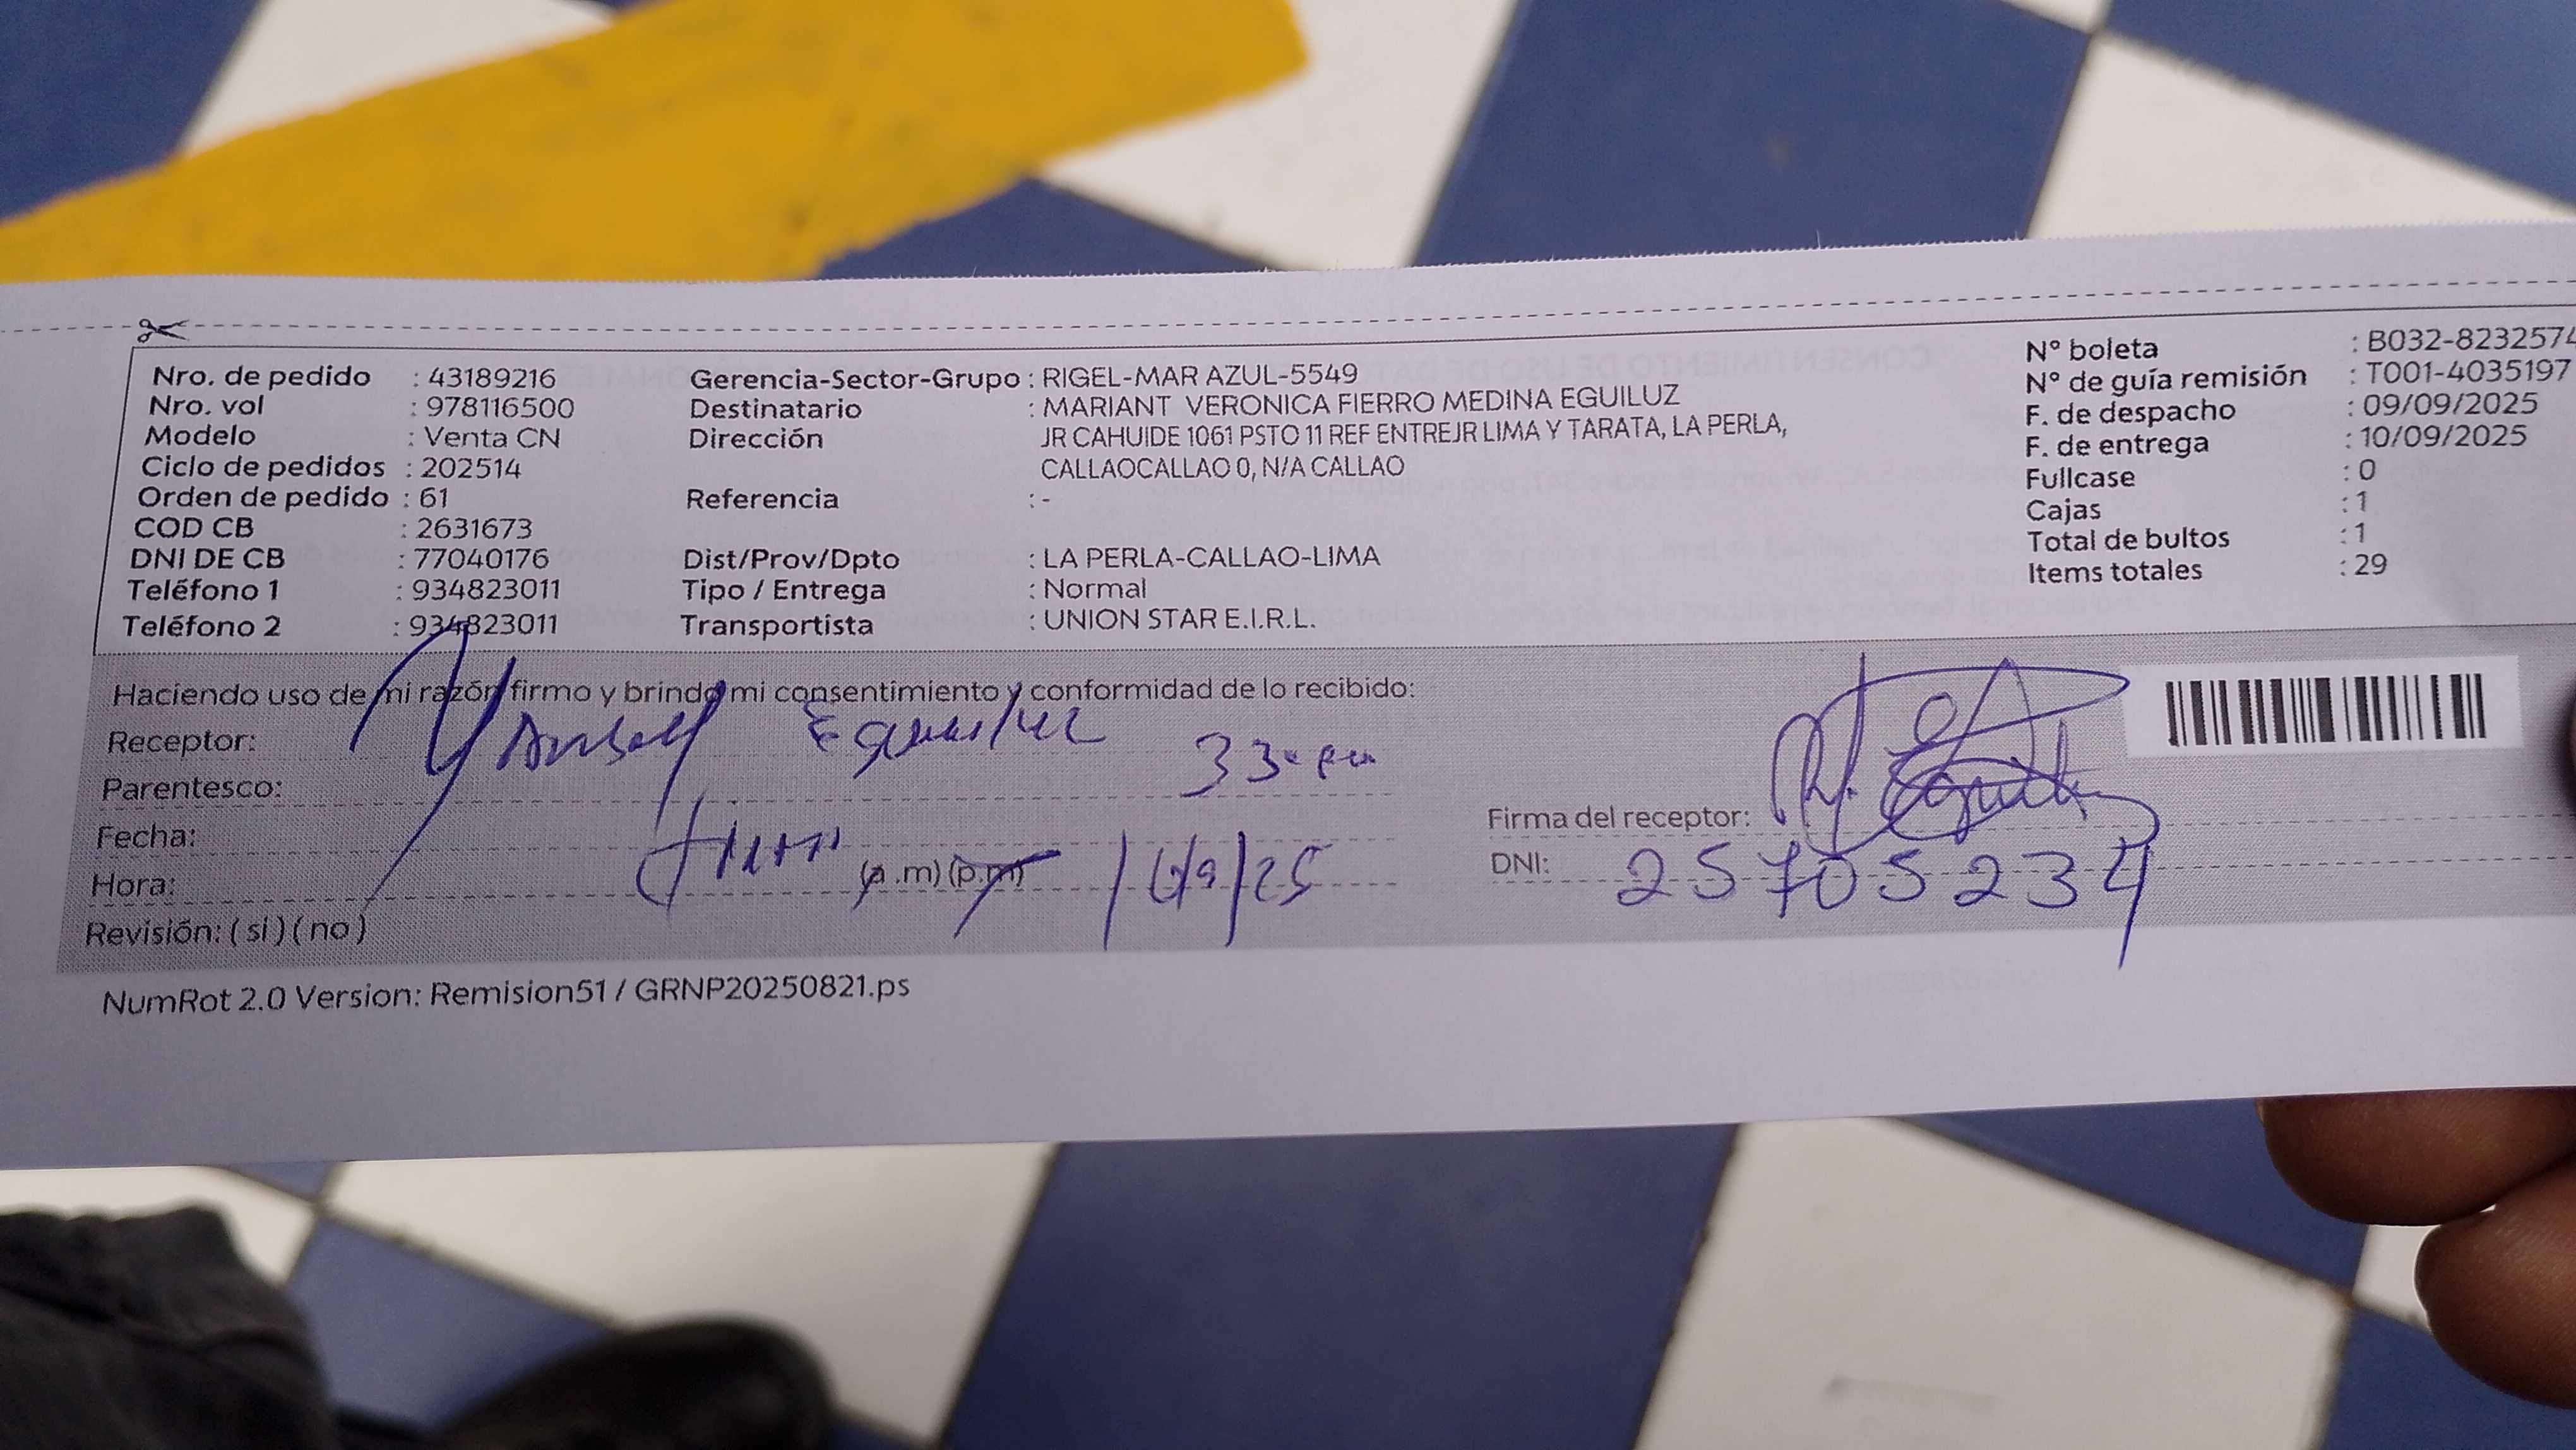 Nro. de pedido : 43189216
Nro. vol : 978116500
Modelo : Venta CN
Ciclo de pedidos : 202514
Orden de pedido : 61
COD CB : 2631673
DNI DE CB : 77040176
Teléfono 1 : 934823011
Teléfono 2 : 934823011
Gerencia-Sector-Grupo : RIGEL-MAR AZUL-5549
Destinatario : MARIANT VERONICA FIERRO MEDINA EGUILUZ
Dirección JR CAHUIDE 1061 PSTO 11 REF ENTREJR LIMA Y TARATA, LA PERLA,
CALLAOCALLAO 0, N/A CALLAO
Referencia : -
Dist/Prov/Dpto : LA PERLA-CALLAO-LIMA
Tipo / Entrega : Normal
Transportista : UNION STAR E.I.R.L.
N° boleta : B032-8232574
N° de guía remisión : T001-4035197
F. de despacho : 09/09/2025
F. de entrega : 10/09/2025
Fullcase : 0
Cajas : 1
Total de bultos : 1
Items totales : 29
Haciendo uso de mi razón firmo y brindo mi consentimiento y conformidad de lo recibido:
Receptor:
Parentesco:
Fecha:
Hora: (a .m) (p.m)
Revisión: ( si ) ( no )
Firma del receptor:
DNI: 25705234
NumRot 2.0 Version: Remision51 / GRNP20250821.ps